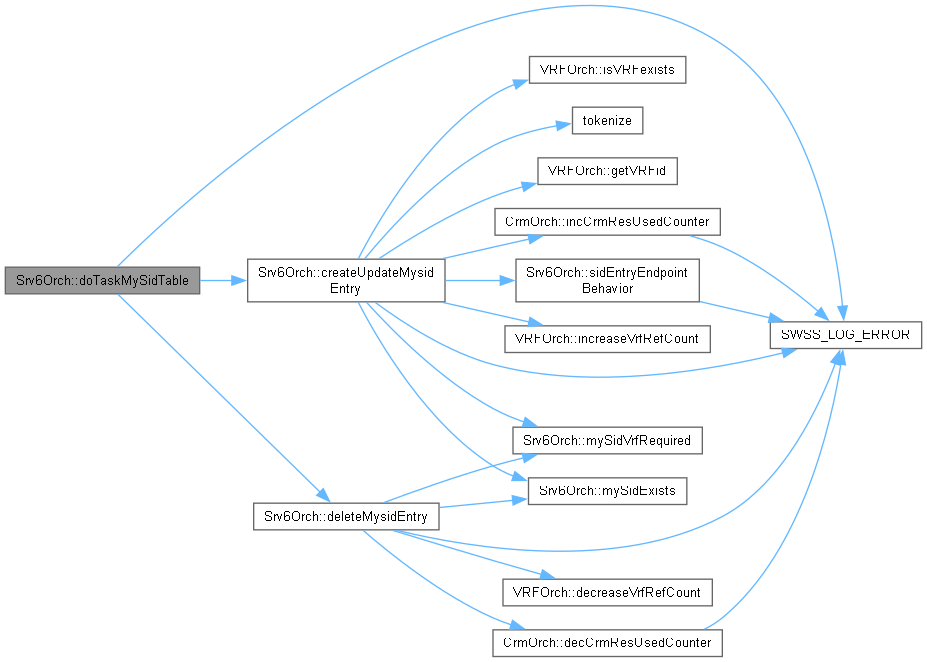 VRFOrch::isVRFexists
tokenize
VRFOrch::getVRFid
CrmOrch::incCrmResUsedCounter
Srv6Orch::doTaskMySidTable
Srv6Orch::createUpdateMysid
Entry
Srv6Orch::sidEntryEndpoint
Behavior
VRFOrch::increaseVrfRefCount
SWSS_LOG_ERROR
Srv6Orch::mySidVrfRequired
Srv6Orch::mySidExists
Srv6Orch::deleteMysidEntry
VRFOrch::decreaseVrfRefCount
CrmOrch::decCrmResUsedCounter